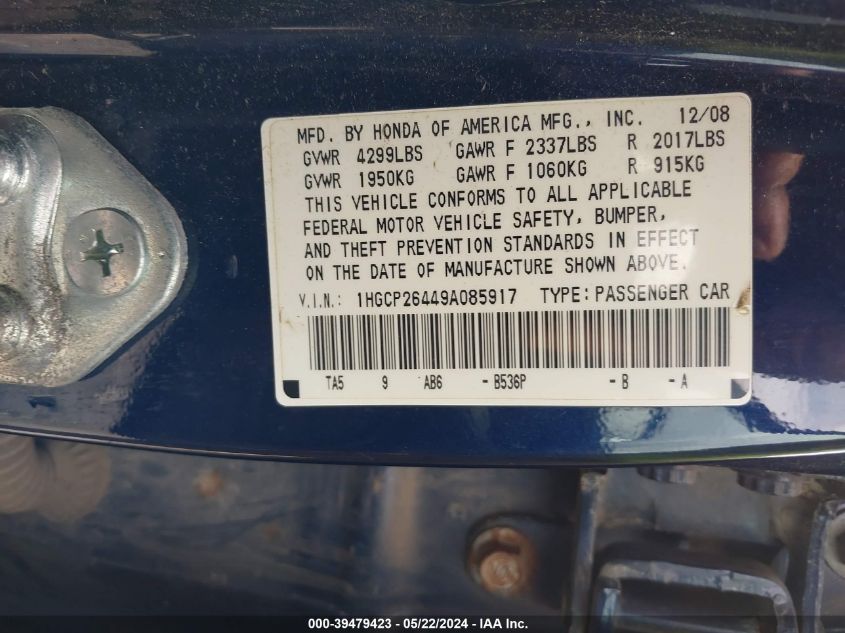 MFD. BY HONDA OF AMERICA MFG., INC. 12/08
GVWR 4299LBS GAWR F 2337LBS R 2017LBS
GVWR 1950KG GAWR F 1060KG R 915KG
THIS VEHICLE CONFORMS TO ALL APPLICABLE
FEDERAL MOTOR VEHICLE SAFETY, BUMPER,
AND THEFT PREVENTION STANDARDS IN EFFECT
ON THE DATE OF MANUFACTURE SHOWN ABOVE.
V.I.N.: 1HGCP26449A085917 TYPE: PASSENGER CAR
TA5 9 AB6 - B536P - B - A
000-39479423 - 05/22/2024 - IAA Inc.